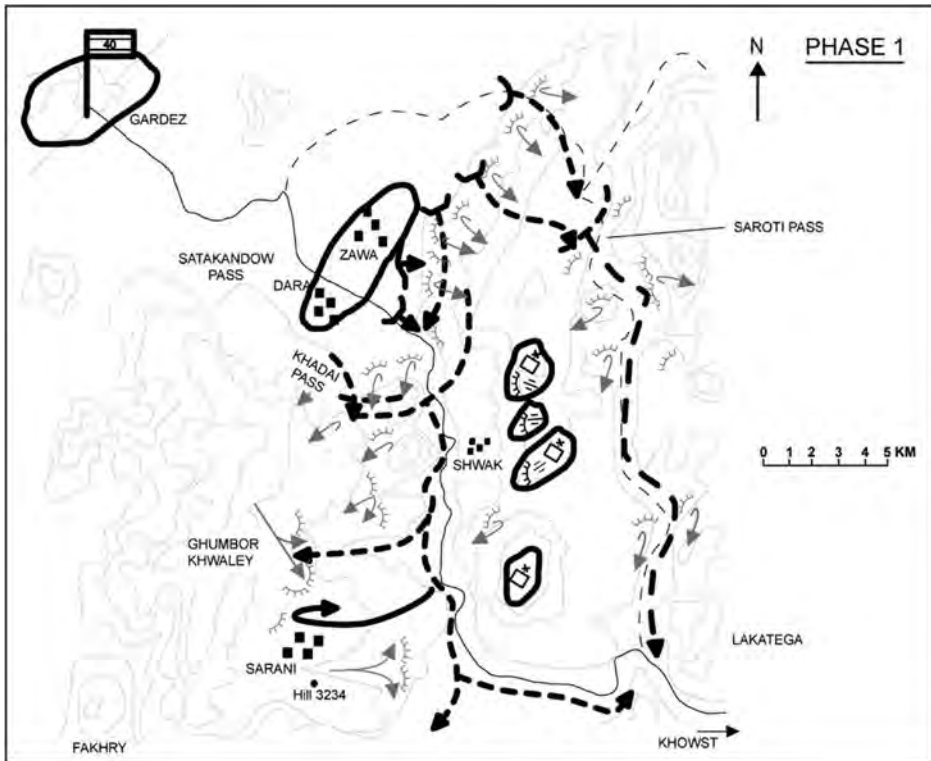 40
GARDEZ
N
PHASE 1
SAROTI PASS
ZAWA
SATAKANDOW
PASS
DARA
KHADAI
PASS
SHWAK
0 1 2 3 4 5 KM
GHUMBOR
KHWALEY
SARANI
Hill 3234
LAKATEGA
FAKHRY
KHOWST